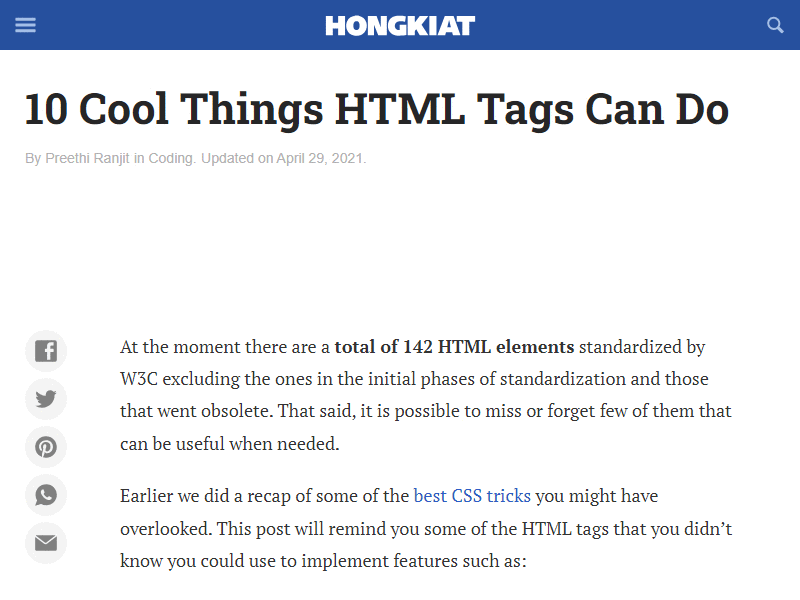 HONGKIAT
10 Cool Things HTML Tags Can Do
By Preethi Ranjit in Coding. Updated on April 29, 2021.
At the moment there are a total of 142 HTML elements standardized by
W3C excluding the ones in the initial phases of standardization and those
that went obsolete. That said, it is possible to miss or forget few of them that
can be useful when needed.
Earlier we did a recap of some of the best CSS tricks you might have
overlooked. This post will remind you some of the HTML tags that you didn’t
know you could use to implement features such as: